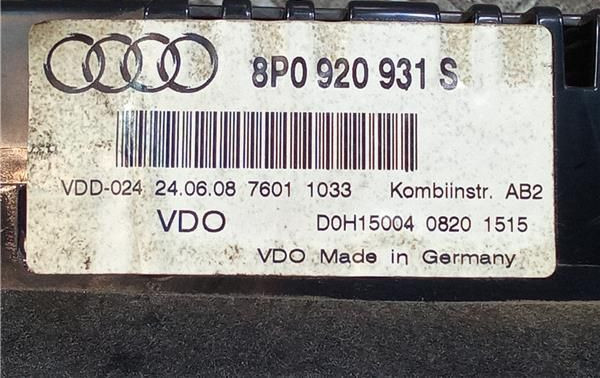 8P0 920 931 S
VDD-024 24.06.08 7601 1033 Kombiinstr. AB2
VDO D0H15004 0820 1515
VDO Made in Germany